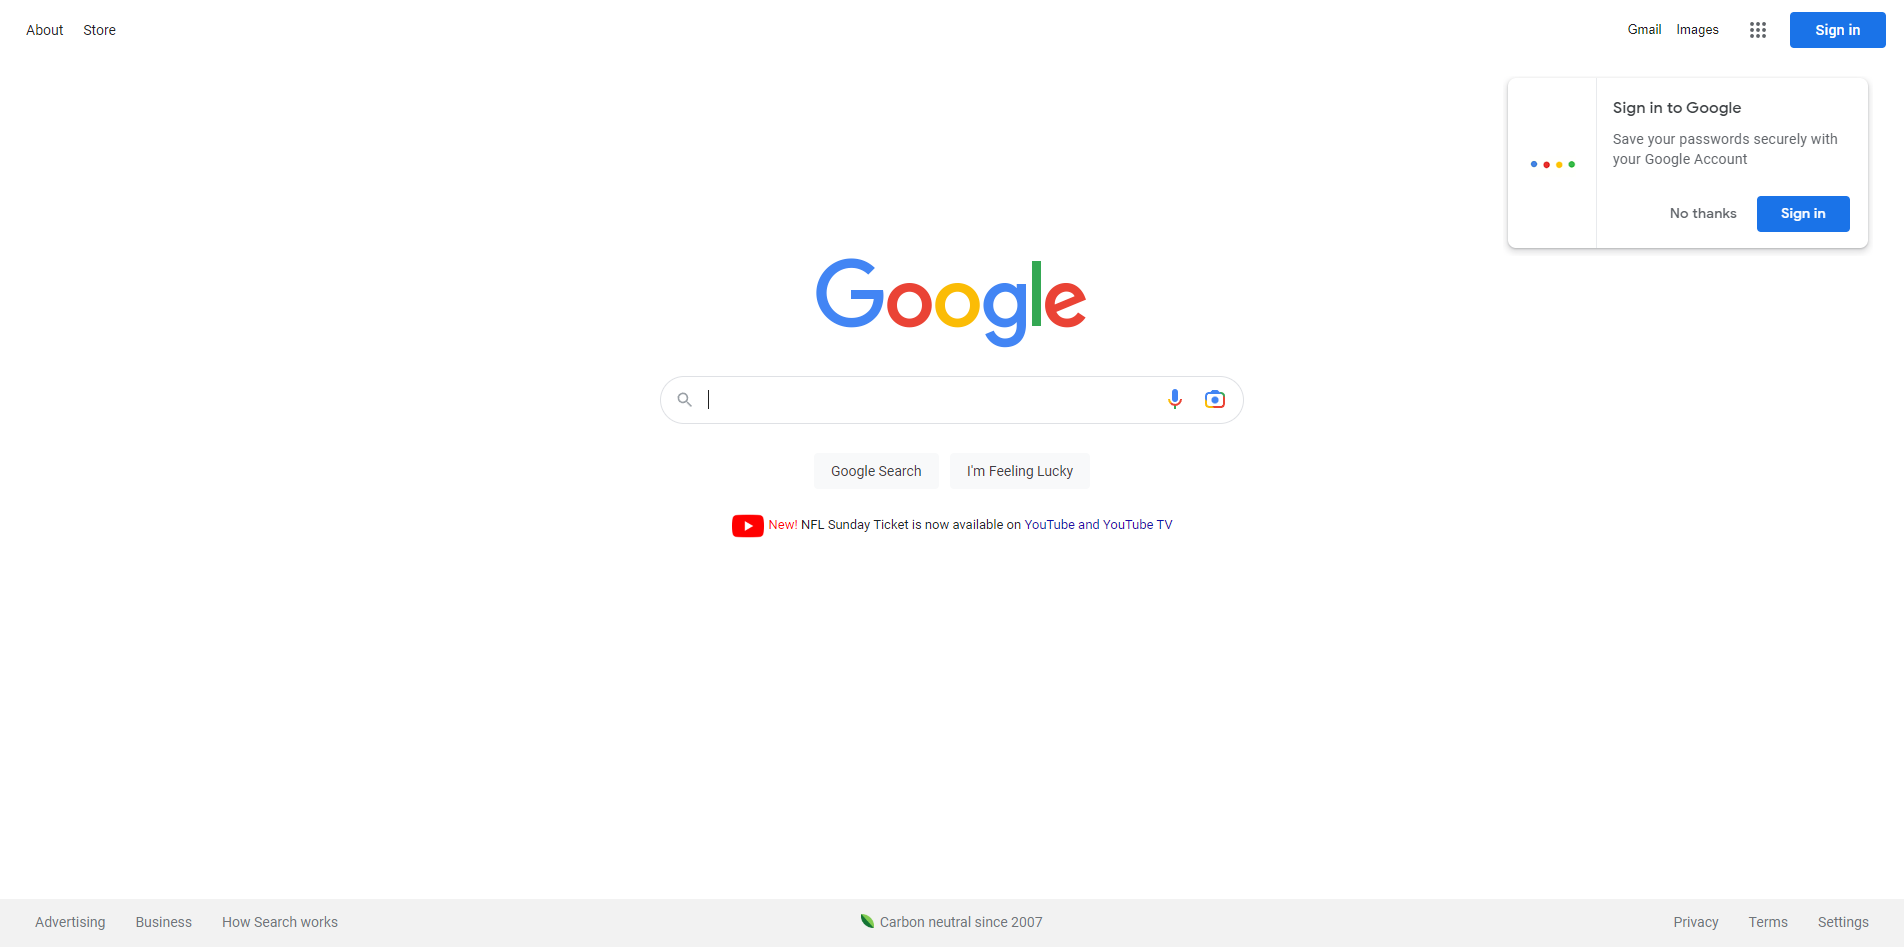 About Store
Gmail Images Sign in
Sign in to Google
Save your passwords securely with
your Google Account
No thanks Sign in
Google
Google Search I'm Feeling Lucky
New! NFL Sunday Ticket is now available on YouTube and YouTube TV
Advertising Business How Search works
Carbon neutral since 2007
Privacy Terms Settings